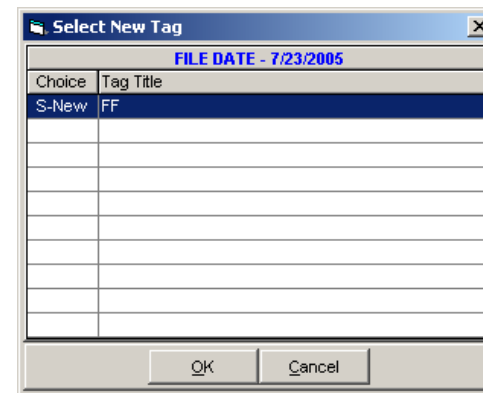 Select New Tag
FILE DATE - 7/23/2005
Choice Tag Title
S-New FF
OK Cancel